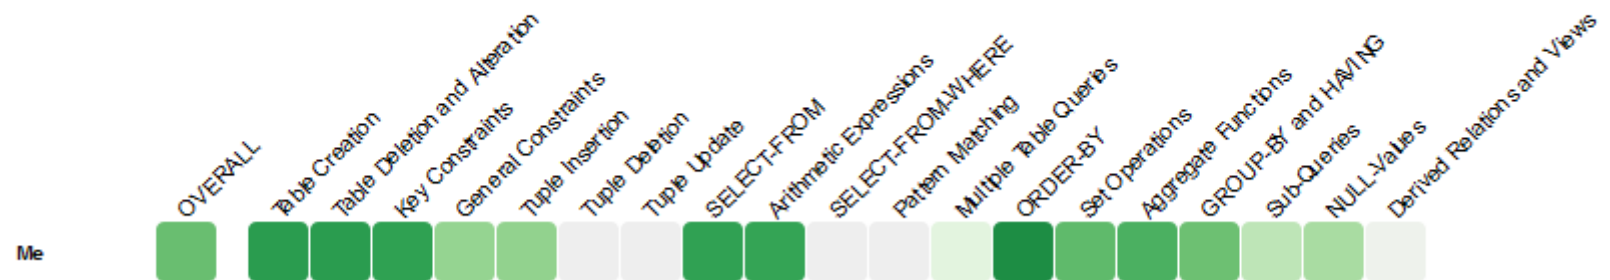 OVERALL
Table Creation
Table Deletion and Alteration
Key Constraints
General Constraints
Tuple Insertion
Tuple Deletion
Tuple Update
SELECT-FROM
Arithmetic Expressions
SELECT-FROM-WHERE
Pattern Matching
Multiple Table Queries
ORDER-BY
Set Operations
Aggregate Functions
GROUP-BY and HAVING
Sub-Queries
NULL-Values
Derived Relations and Views
Me